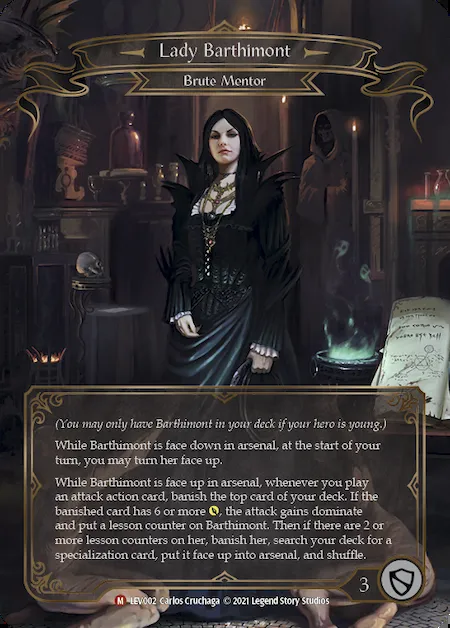 Lady Barthimont
Brute Mentor
(You may only have Barthimont in your deck if your hero is young.)
While Barthimont is face down in arsenal, at the start of your
turn, you may turn her face up.
While Barthimont is face up in arsenal, whenever you play
an attack action card, banish the top card of your deck. If the
banished card has 6 or more , the attack gains dominate
and put a lesson counter on Barthimont. Then if there are 2 or
more lesson counters on her, banish her, search your deck for a
specialization card, put it face up into arsenal, and shuffle.
3
M LEV002 Carlos Cruchaga © 2021 Legend Story Studios